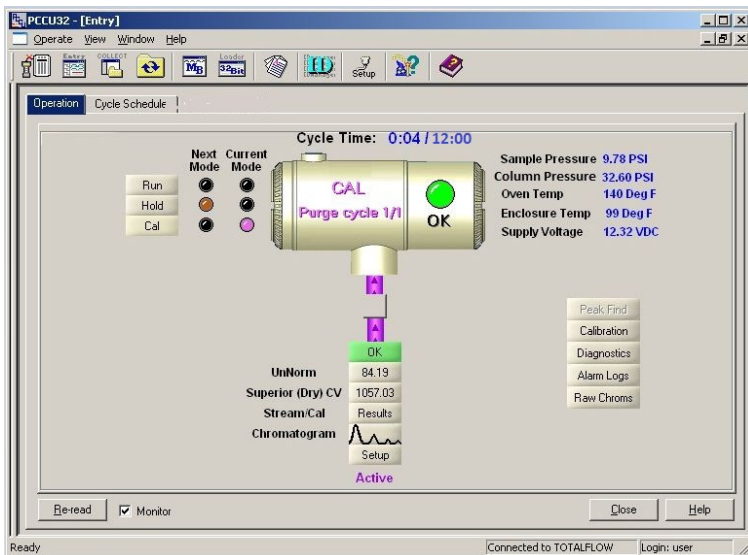 PCCU32 - [Entry]
Operate View Window Help
Entry COLLECT Loader
MB 32Bit Setup
Operation Cycle Schedule
Cycle Time: 0:04 / 12:00
Next Mode Current Mode
Run
Hold
Cal
CAL
Purge cycle 1/1
OK
Sample Pressure 9.78 PSI
Column Pressure 32.60 PSI
Oven Temp 140 Deg F
Enclosure Temp 99 Deg F
Supply Voltage 12.32 VDC
OK
UnNorm 84.19
Superior (Dry) CV 1057.03
Stream/Cal Results
Chromatogram
Setup
Active
Peak Find
Calibration
Diagnostics
Alarm Logs
Raw Chroms
Re-read Monitor Close Help
Ready Connected to TOTALFLOW Login: user